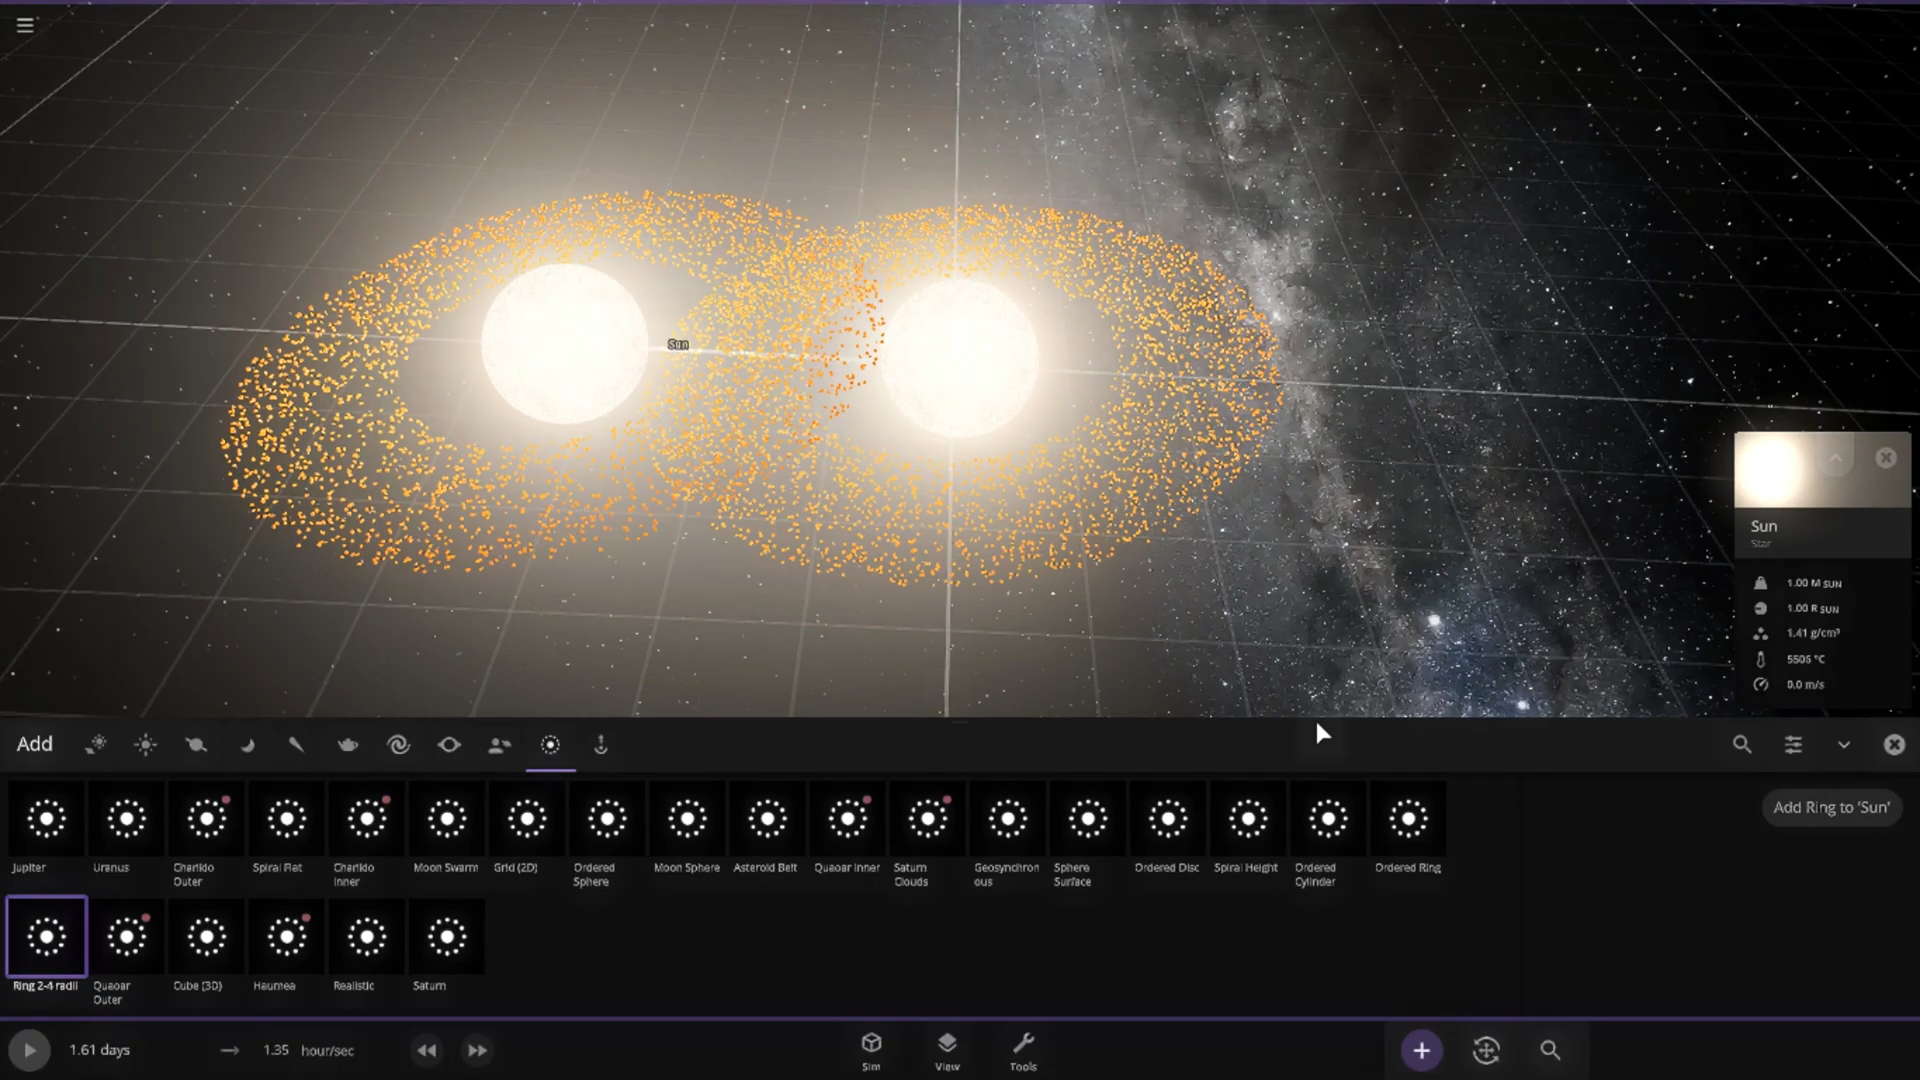 Sun
Sun
Star
1.00 M SUN
1.00 R SUN
1.41 g/cm³
5505 °C
0.0 m/s
Add
Add Ring to 'Sun'
Jupiter
Uranus
Chariklo
Outer
Spiral Flat
Chariklo
Inner
Moon Swarm
Grid (2D)
Ordered
Sphere
Moon Sphere
Asteroid Belt
Quaoar Inner
Saturn
Clouds
Geosynchron
ous
Sphere
Surface
Ordered Disc
Spiral Height
Ordered
Cylinder
Ordered Ring
Ring 2-4 radii
Quaoar
Outer
Cube (3D)
Haumea
Realistic
Saturn
1.61 days
1.35 hour/sec
Sim
View
Tools